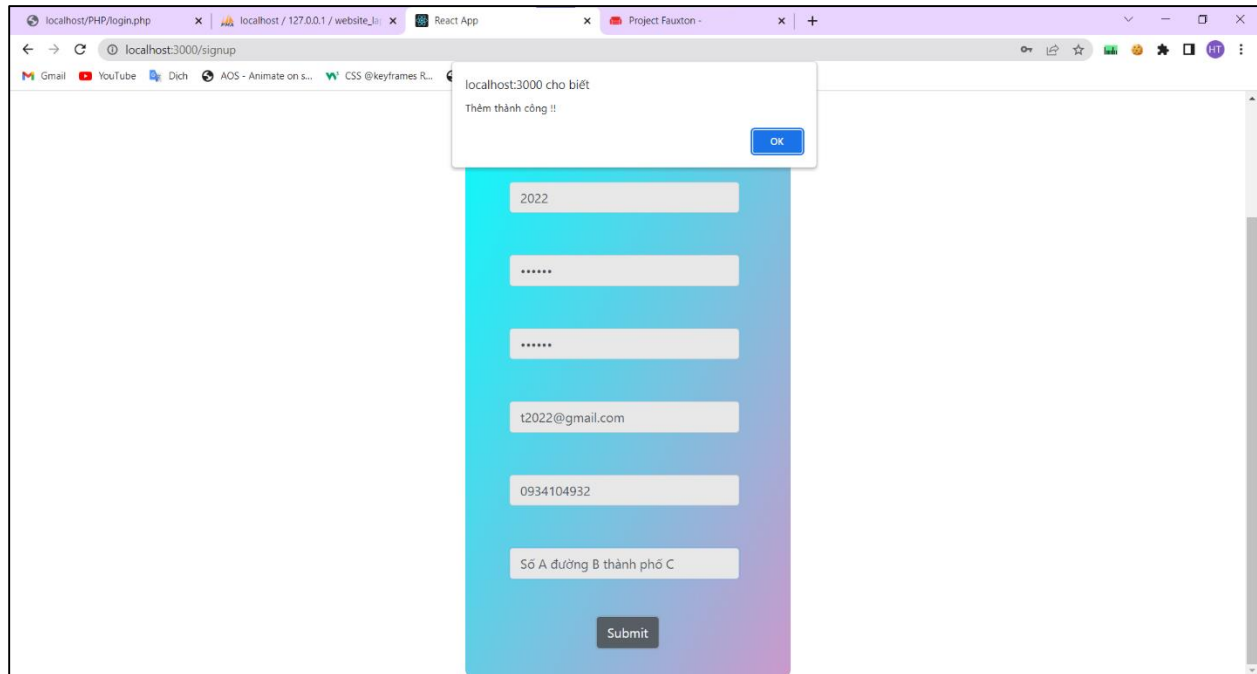 localhost/PHP/login.php
localhost / 127.0.0.1 / website_la
React App
Project Fauxton -
localhost:3000/signup
HT
Gmail
YouTube
Dịch
AOS - Animate on s...
CSS @keyframes R...
localhost:3000 cho biết
Thêm thành công !!
OK
2022
••••••
••••••
t2022@gmail.com
0934104932
Số A đường B thành phố C
Submit